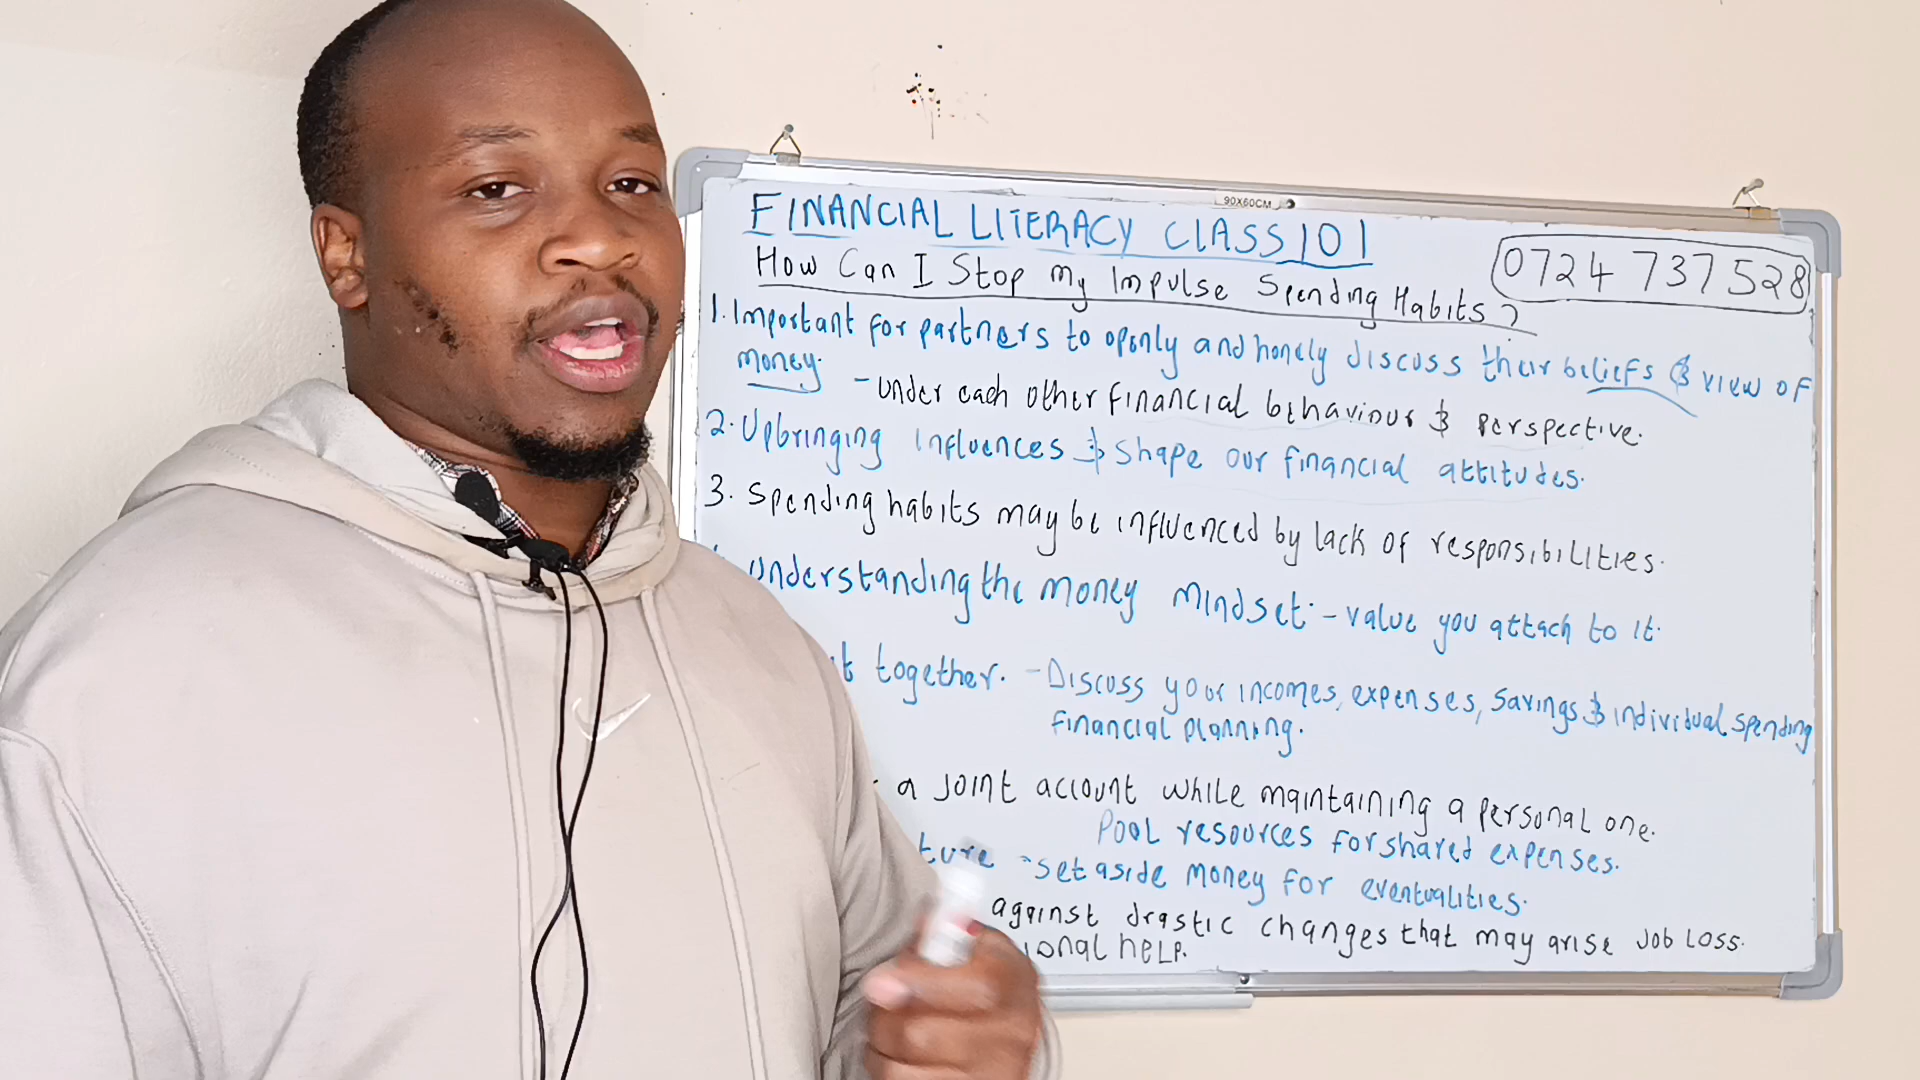 90X60CM
FINANCIAL LITERACY CLASS 101
0724 737 528
How Can I Stop my Impulse Spending Habits?
1. Important for partners to openly and honely discuss their beliefs & view of
money.
- under each other financial behaviour & perspective.
2. Upbringing influences & shape our financial attitudes.
3. Spending habits may be influenced by lack of responsibilities.
understanding the money mindset - value you attach to it.
t together. - Discuss your incomes, expenses, savings & individual spending
financial planning.
a joint account while maintaining a personal one.
Pool resources for shared expenses.
ture - set aside money for eventualities.
against drastic changes that may arise Job Loss.
ional help.